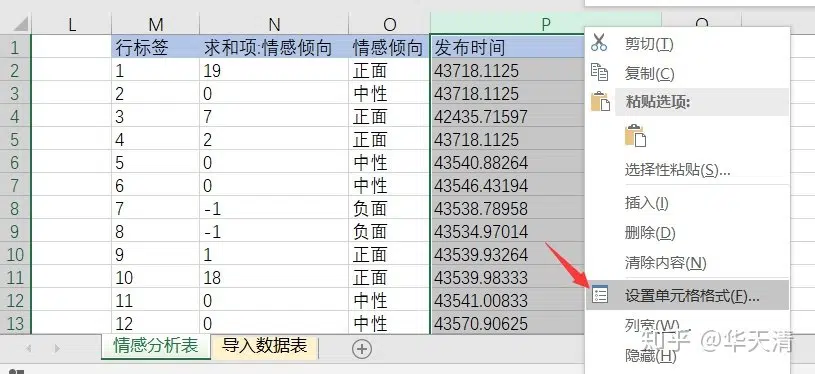 L M N O P Q
1 行标签 求和项:情感倾向 情感倾向 发布时间
2 1 19 正面 43718.1125
3 2 0 中性 43718.1125
4 3 7 正面 42435.71597
5 4 2 正面 43718.1125
6 5 0 中性 43540.88264
7 6 0 中性 43546.43194
8 7 -1 负面 43538.78958
9 8 -1 负面 43534.97014
10 9 1 正面 43539.93264
11 10 18 正面 43539.98333
12 11 0 中性 43541.00833
13 12 0 中性 43570.90625
情感分析表 导入数据表
剪切(T)
复制(C)
粘贴选项:
选择性粘贴(S)...
插入(I)
删除(D)
清除内容(N)
设置单元格格式(F)...
列宽(W)...
隐藏(H)
知乎 @华天清